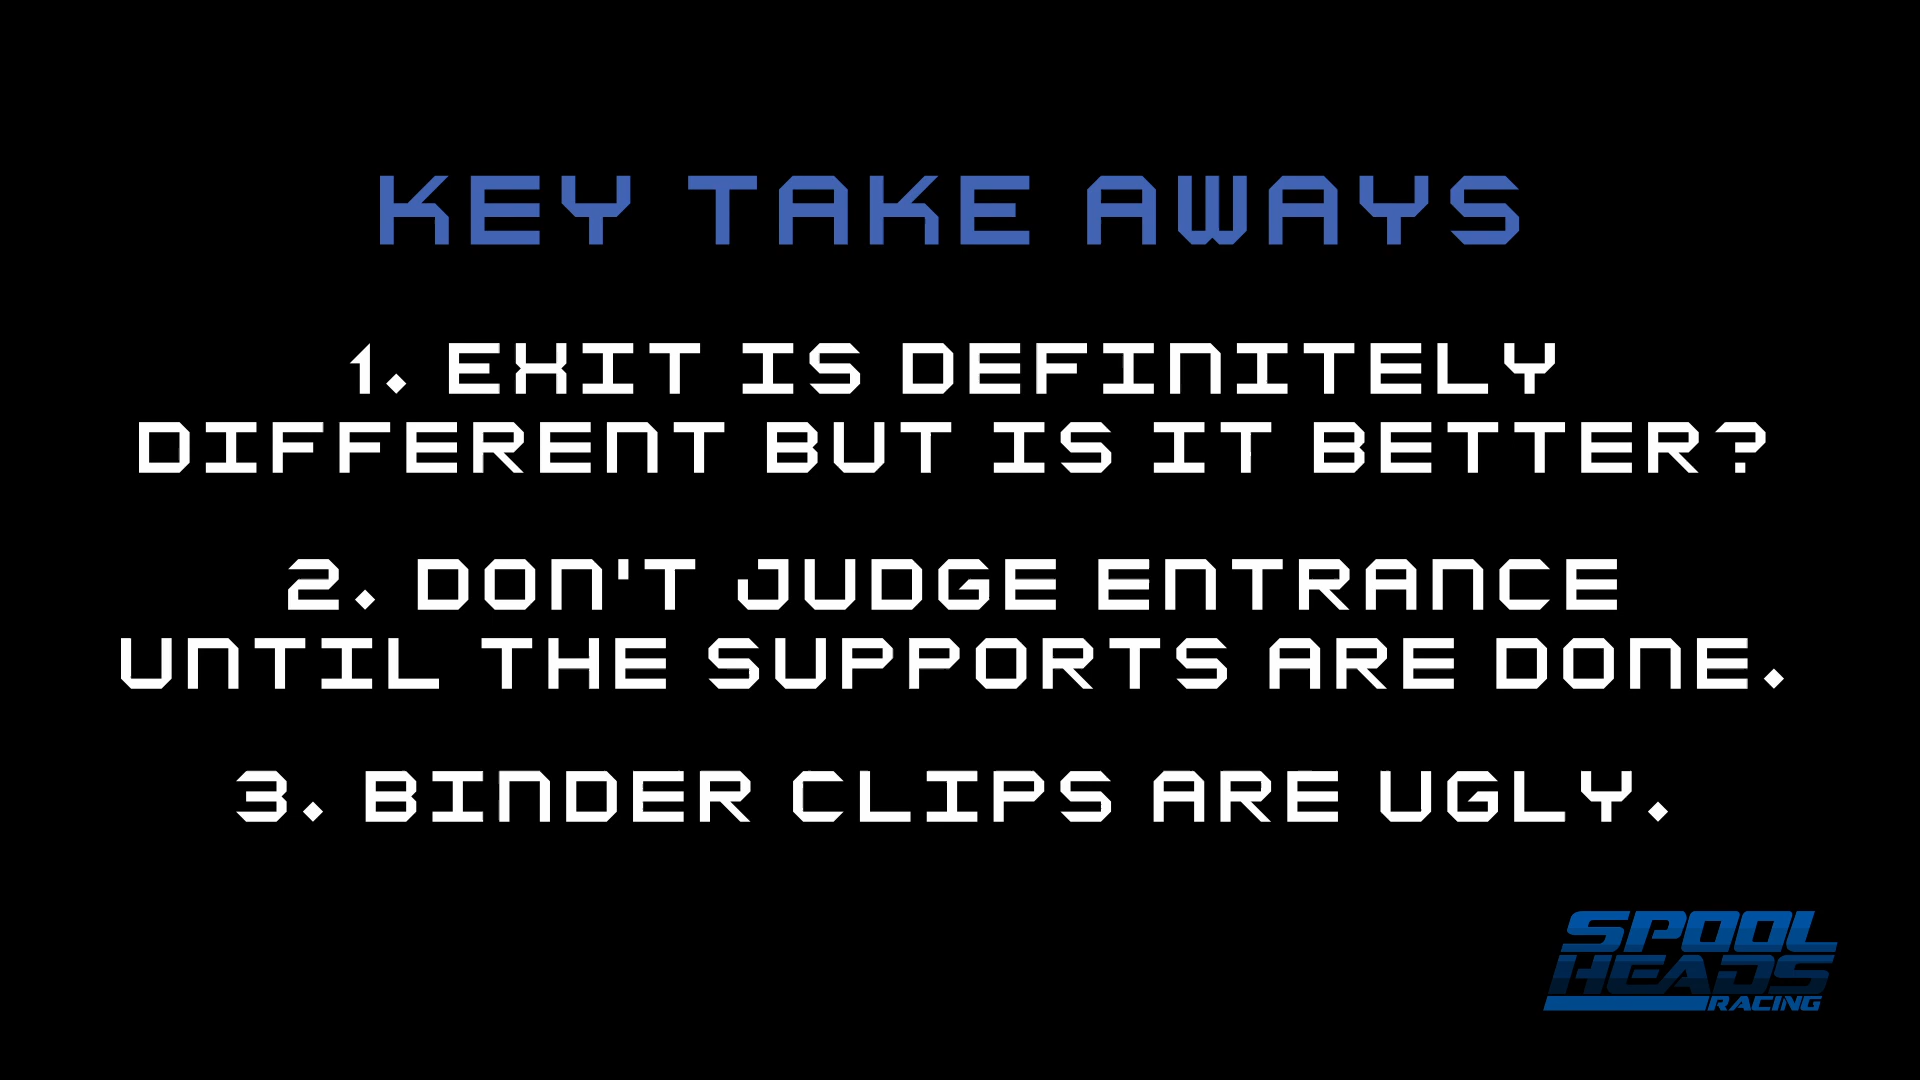 KEY TAKE AWAYS
1. EXIT IS DEFINITELY
DIFFERENT BUT IS IT BETTER?
2. DON'T JUDGE ENTRANCE
UNTIL THE SUPPORTS ARE DONE.
3. BINDER CLIPS ARE UGLY.
SPOOL
HEADS
RACING